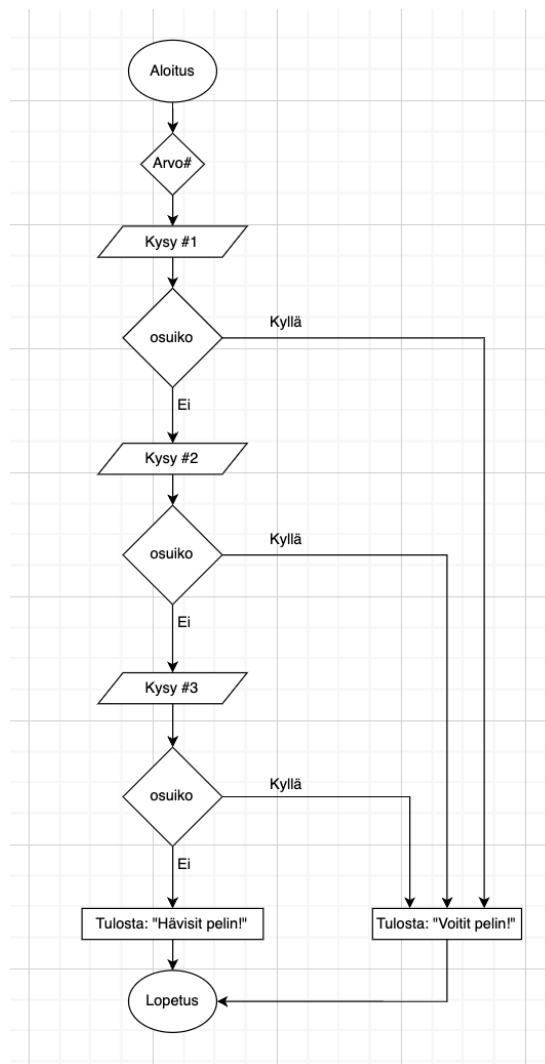 Aloitus
Arvo#
Kysy #1
osuiko
Kyllä
Ei
Kysy #2
osuiko
Kyllä
Ei
Kysy #3
osuiko
Kyllä
Ei
Tulosta: "Hävisit pelin!"
Tulosta: "Voitit pelin!"
Lopetus